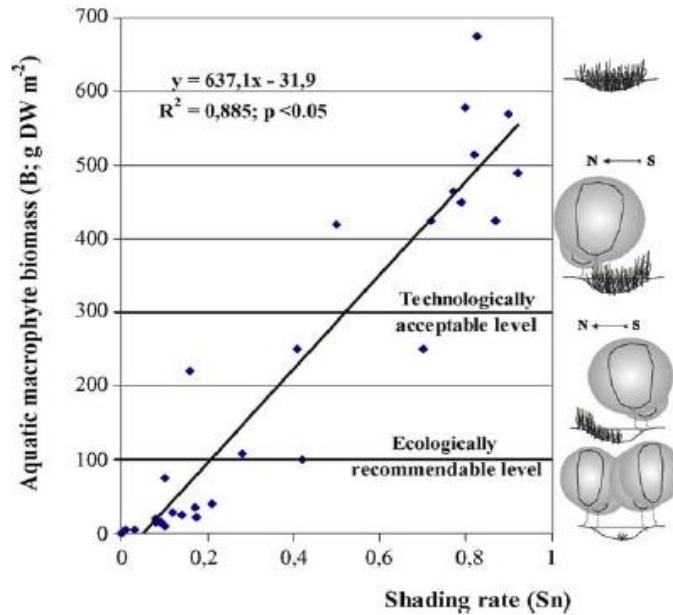 700
600
500
400
300
200
100
0
Aquatic macrophyte biomass (B; g DW m⁻²)
y = 637,1x - 31,9
R² = 0,885; p <0.05
Technologically
acceptable level
Ecologically
recommendable level
N S
N S
0 0,2 0,4 0,6 0,8 1
Shading rate (Sn)